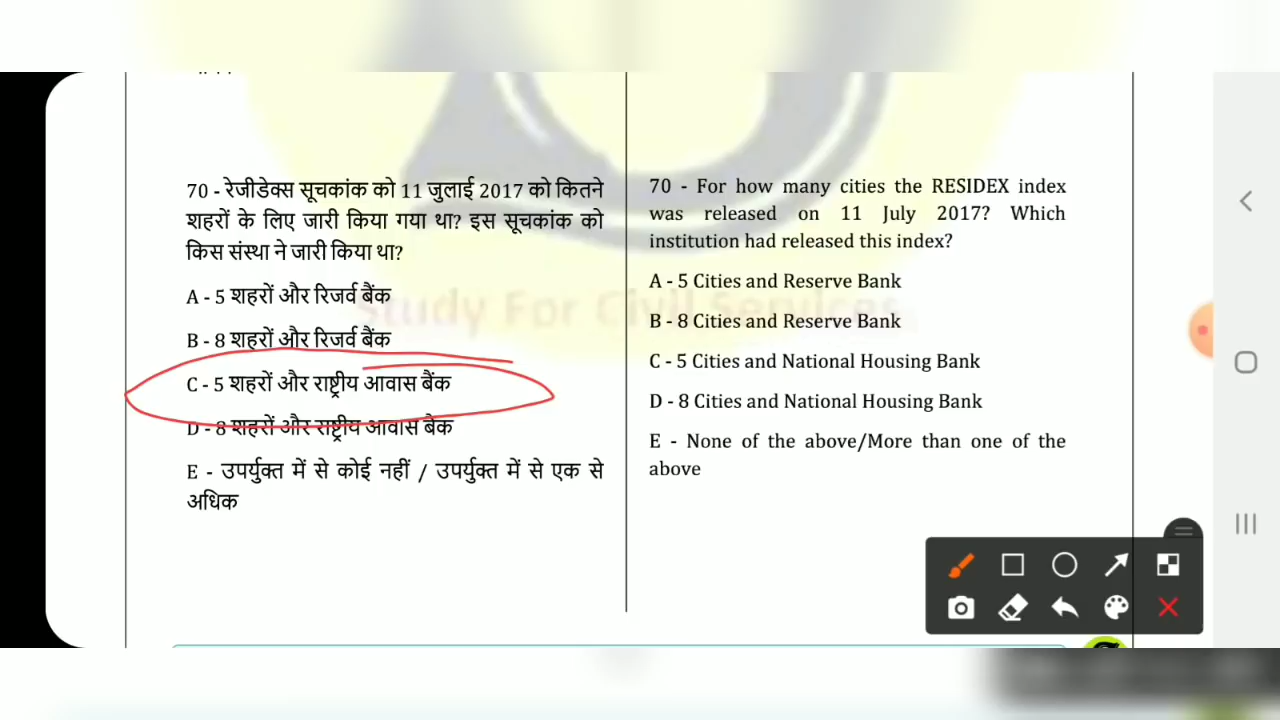 70 - रेजीडेक्स सूचकांक को 11 जुलाई 2017 को कितने
शहरों के लिए जारी किया गया था? इस सूचकांक को
किस संस्था ने जारी किया था?
A - 5 शहरों और रिजर्व बैंक
B - 8 शहरों और रिजर्व बैंक
C - 5 शहरों और राष्ट्रीय आवास बैंक
D - 8 शहरों और राष्ट्रीय आवास बैंक
E - उपर्युक्त में से कोई नहीं / उपर्युक्त में से एक से
अधिक
70 - For how many cities the RESIDEX index
was released on 11 July 2017? Which
institution had released this index?
A - 5 Cities and Reserve Bank
B - 8 Cities and Reserve Bank
C - 5 Cities and National Housing Bank
D - 8 Cities and National Housing Bank
E - None of the above/More than one of the
above
Study For Civil Services